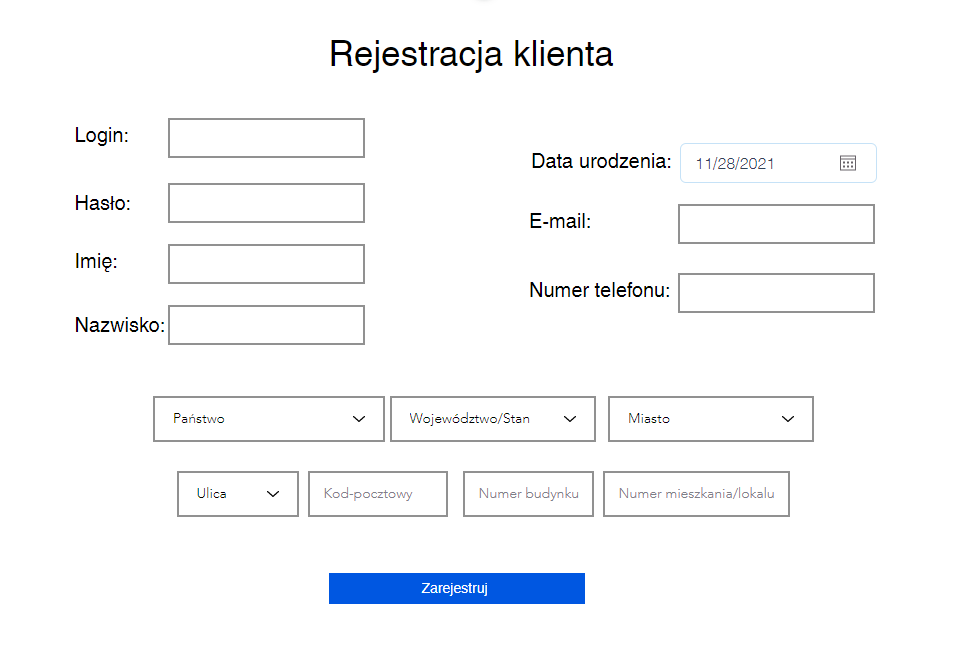 Rejestracja klienta
Login:
Hasło:
Imię:
Nazwisko:
Data urodzenia: 11/28/2021
E-mail:
Numer telefonu:
Państwo Województwo/Stan Miasto
Ulica Kod-pocztowy Numer budynku Numer mieszkania/lokalu
Zarejestruj